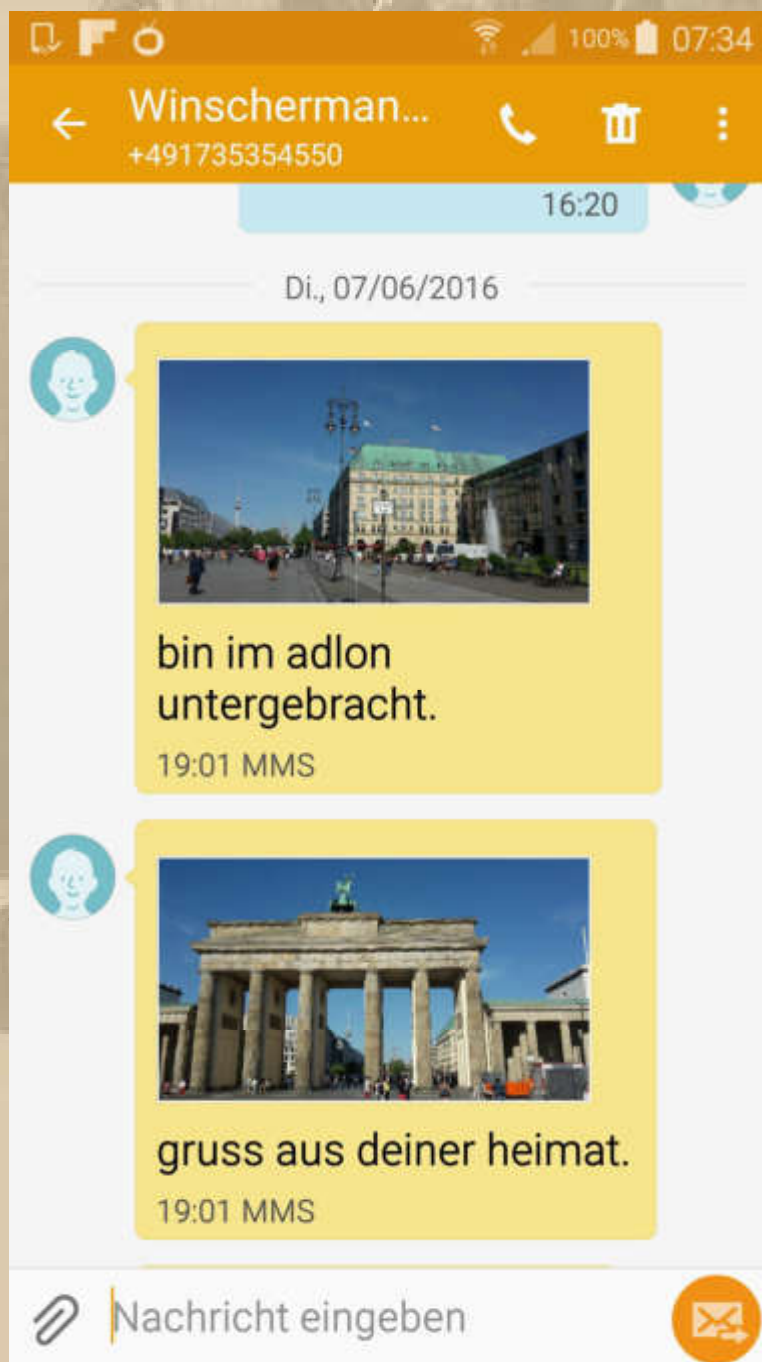 100% 07:34
Winscherman...
+491735354550
16:20
Di., 07/06/2016
bin im adlon
untergebracht.
19:01 MMS
gruss aus deiner heimat.
19:01 MMS
Nachricht eingeben